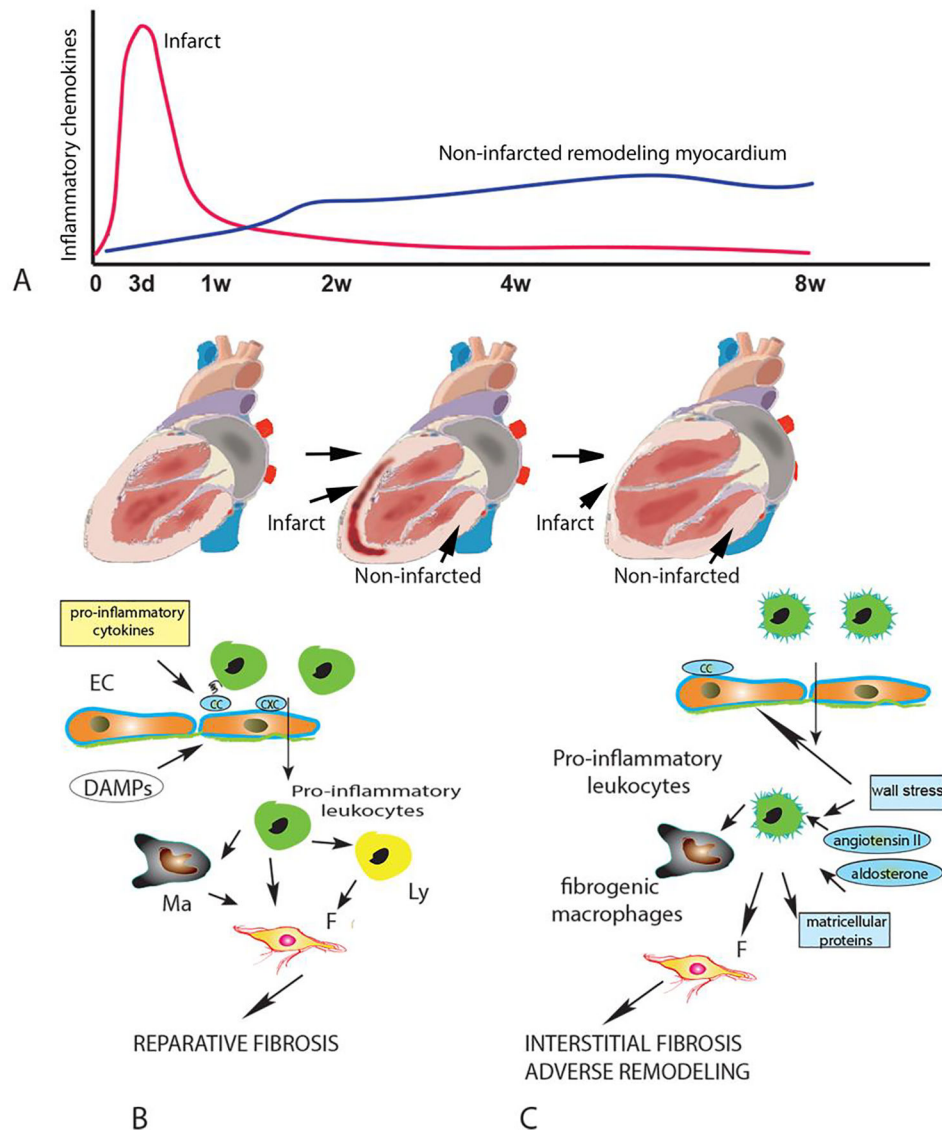 Inflammatory chemokines
Infarct
Non-infarcted remodeling myocardium
0 3d 1w 2w 4w 8w
A
Infarct
Non-infarcted
Infarct
Non-infarcted
pro-inflammatory
cytokines
EC
CC
CXC
DAMPs
Pro-inflammatory
leukocytes
Ma
Ly
F
REPARATIVE FIBROSIS
B
CC
Pro-inflammatory
leukocytes
wall stress
angiotensin II
aldosterone
fibrogenic
macrophages
matricellular
proteins
F
INTERSTITIAL FIBROSIS
ADVERSE REMODELING
C